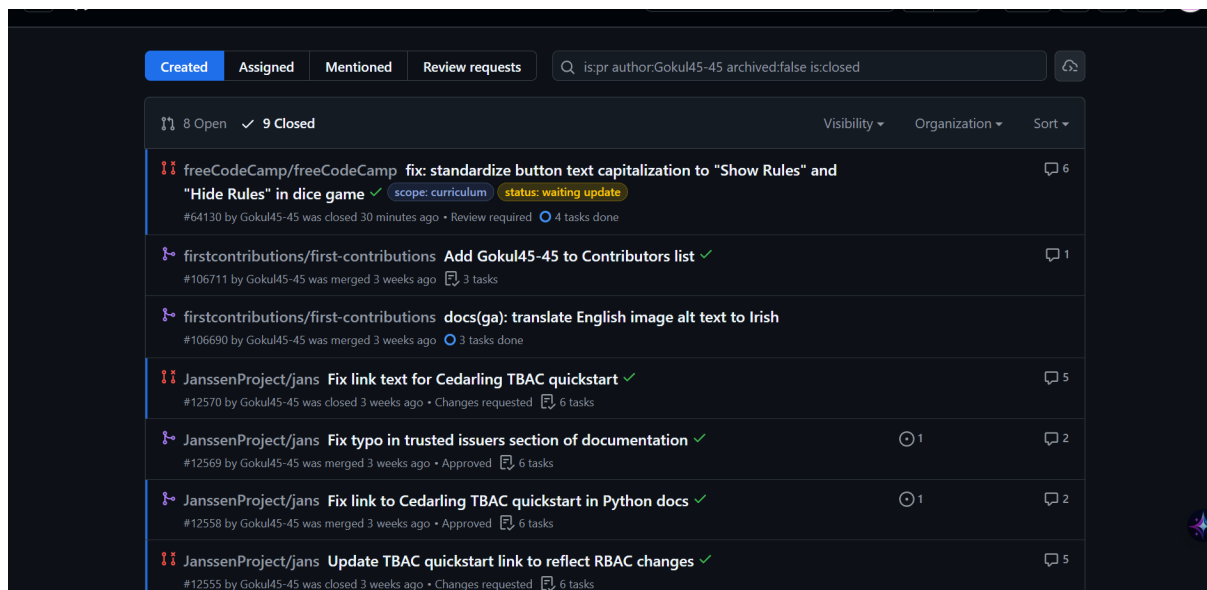 Created Assigned Mentioned Review requests is:pr author:Gokul45-45 archived:false is:closed
8 Open 9 Closed Visibility Organization Sort
freeCodeCamp/freeCodeCamp fix: standardize button text capitalization to "Show Rules" and 6
"Hide Rules" in dice game scope: curriculum status: waiting update
#64130 by Gokul45-45 was closed 30 minutes ago • Review required 4 tasks done
firstcontributions/first-contributions Add Gokul45-45 to Contributors list 1
#106711 by Gokul45-45 was merged 3 weeks ago 3 tasks
firstcontributions/first-contributions docs(ga): translate English image alt text to Irish
#106690 by Gokul45-45 was merged 3 weeks ago 3 tasks done
JanssenProject/jans Fix link text for Cedarling TBAC quickstart 5
#12570 by Gokul45-45 was closed 3 weeks ago • Changes requested 6 tasks
JanssenProject/jans Fix typo in trusted issuers section of documentation 1 2
#12569 by Gokul45-45 was merged 3 weeks ago • Approved 6 tasks
JanssenProject/jans Fix link to Cedarling TBAC quickstart in Python docs 1 2
#12558 by Gokul45-45 was merged 3 weeks ago • Approved 6 tasks
JanssenProject/jans Update TBAC quickstart link to reflect RBAC changes 5
#12555 by Gokul45-45 was closed 3 weeks ago • Changes requested 6 tasks